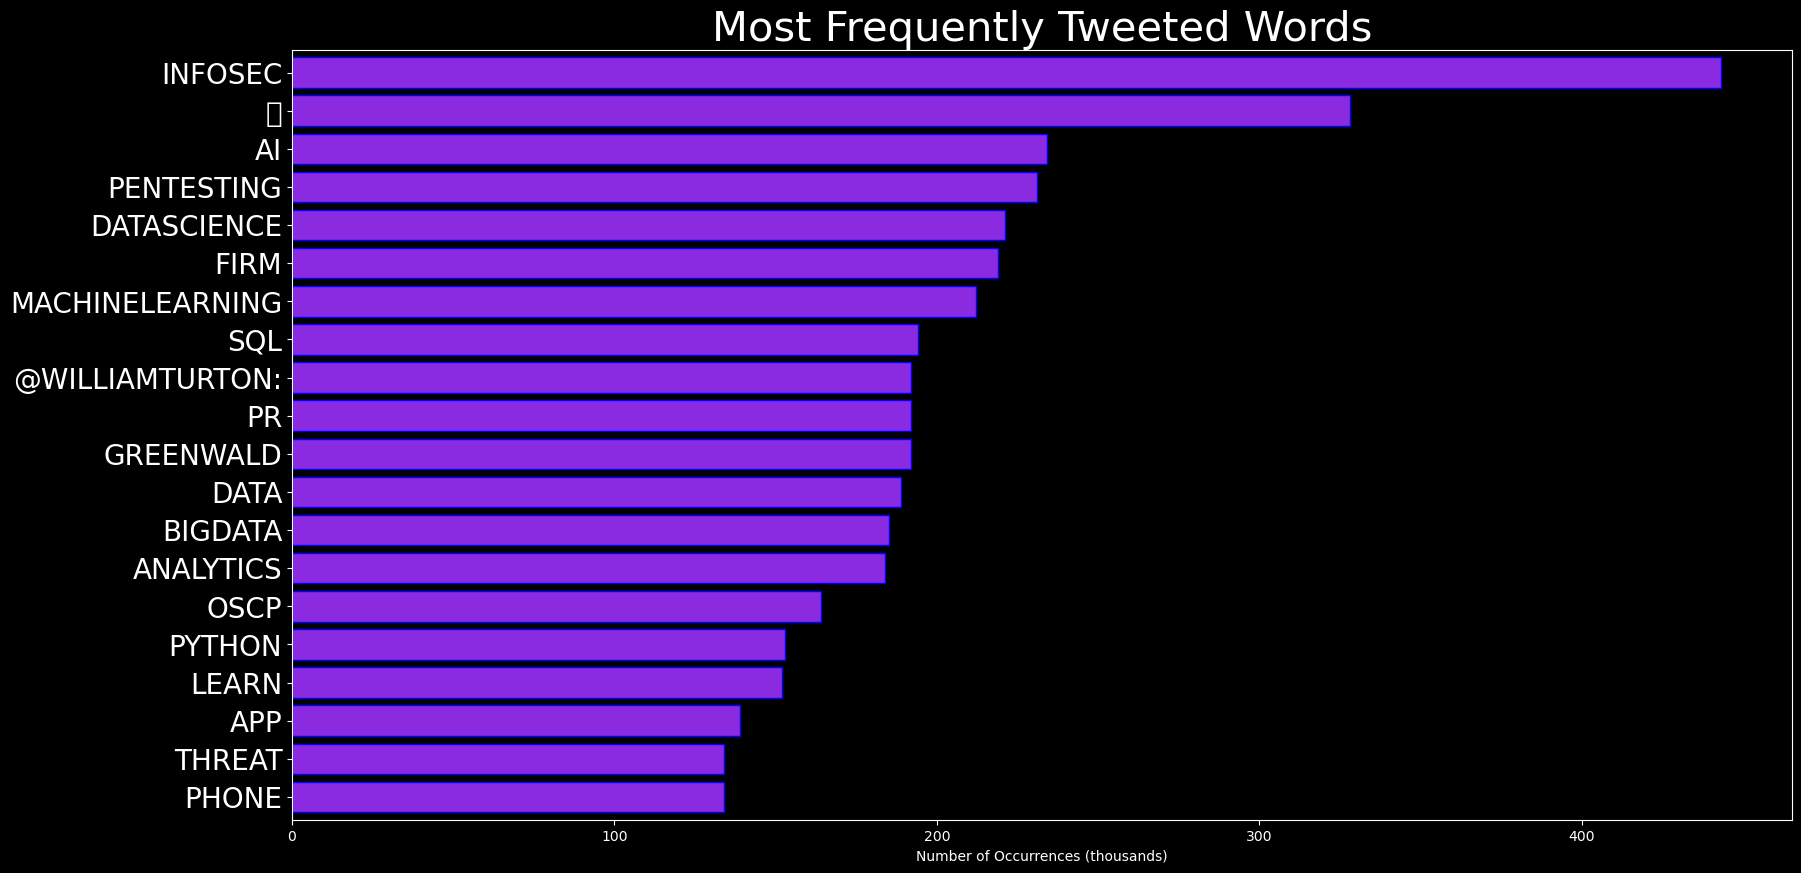 Most Frequently Tweeted Words
INFOSEC
AI
PENTESTING
DATASCIENCE
FIRM
MACHINELEARNING
SQL
@WILLIAMTURTON:
PR
GREENWALD
DATA
BIGDATA
ANALYTICS
OSCP
PYTHON
LEARN
APP
THREAT
PHONE
0 100 200 300 400
Number of Occurrences (thousands)